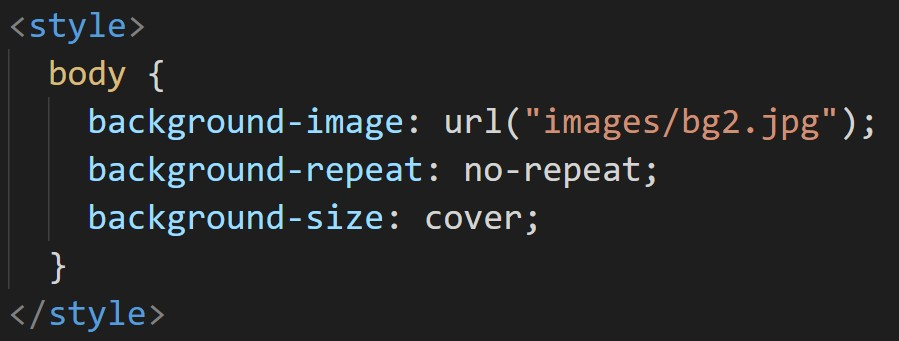 <style>
body {
background-image: url("images/bg2.jpg");
background-repeat: no-repeat;
background-size: cover;
}
</style>